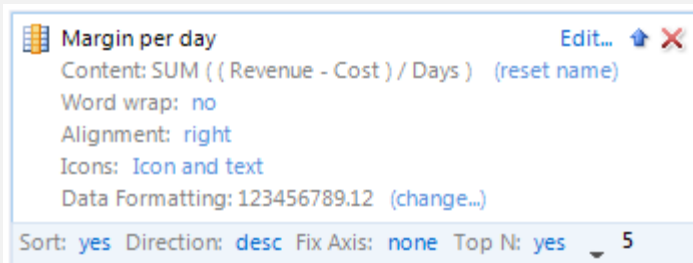 Margin per day Edit...
Content: SUM ( ( Revenue - Cost ) / Days ) (reset name)
Word wrap: no
Alignment: right
Icons: Icon and text
Data Formatting: 123456789.12 (change...)
Sort: yes Direction: desc Fix Axis: none Top N: yes 5